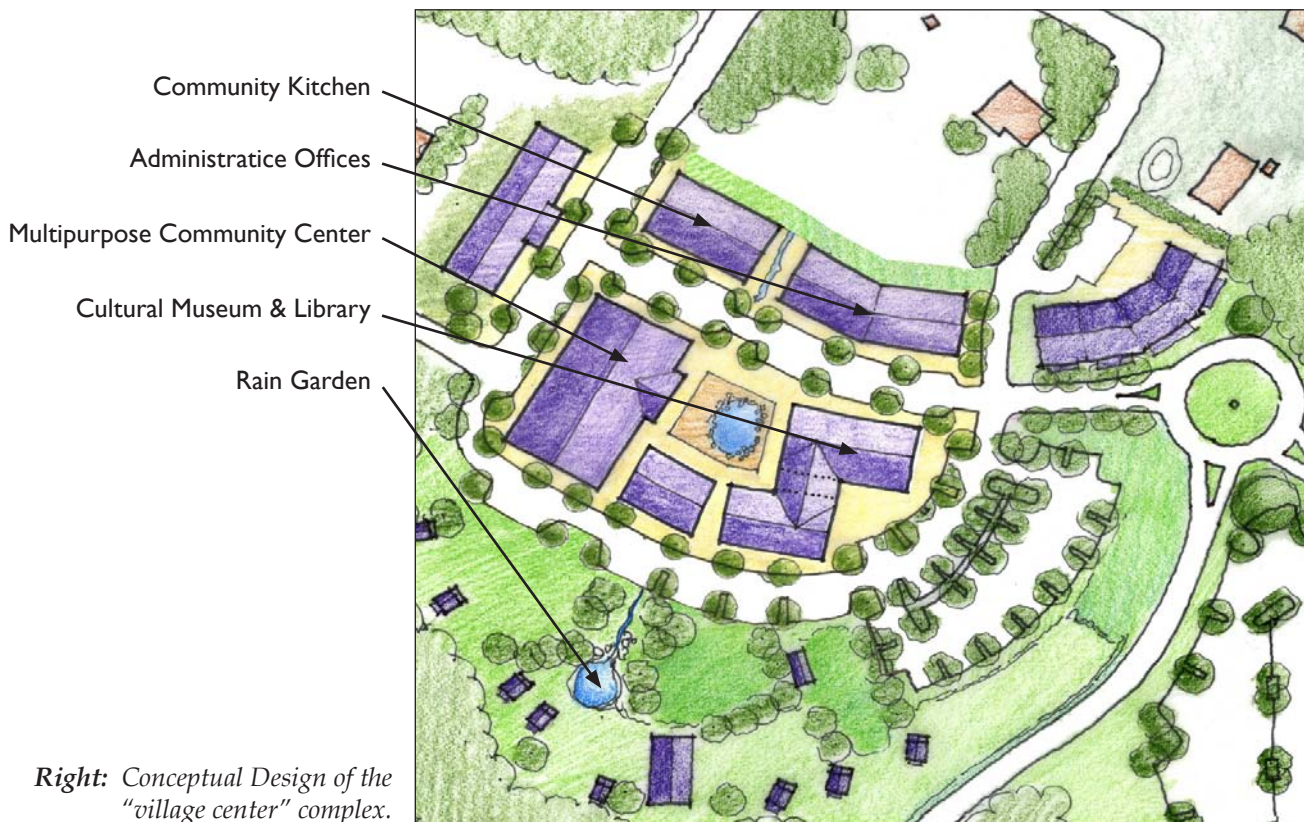 Community Kitchen
Administratice Offices
Multipurpose Community Center
Cultural Museum & Library
Rain Garden
Right: Conceptual Design of the
"village center" complex.